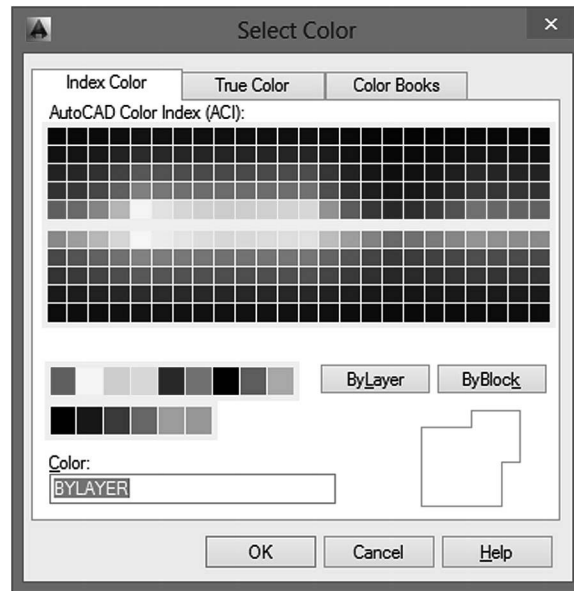 Select Color
Index Color True Color Color Books
AutoCAD Color Index (ACI):
ByLayer ByBlock
Color:
BYLAYER
OK Cancel Help